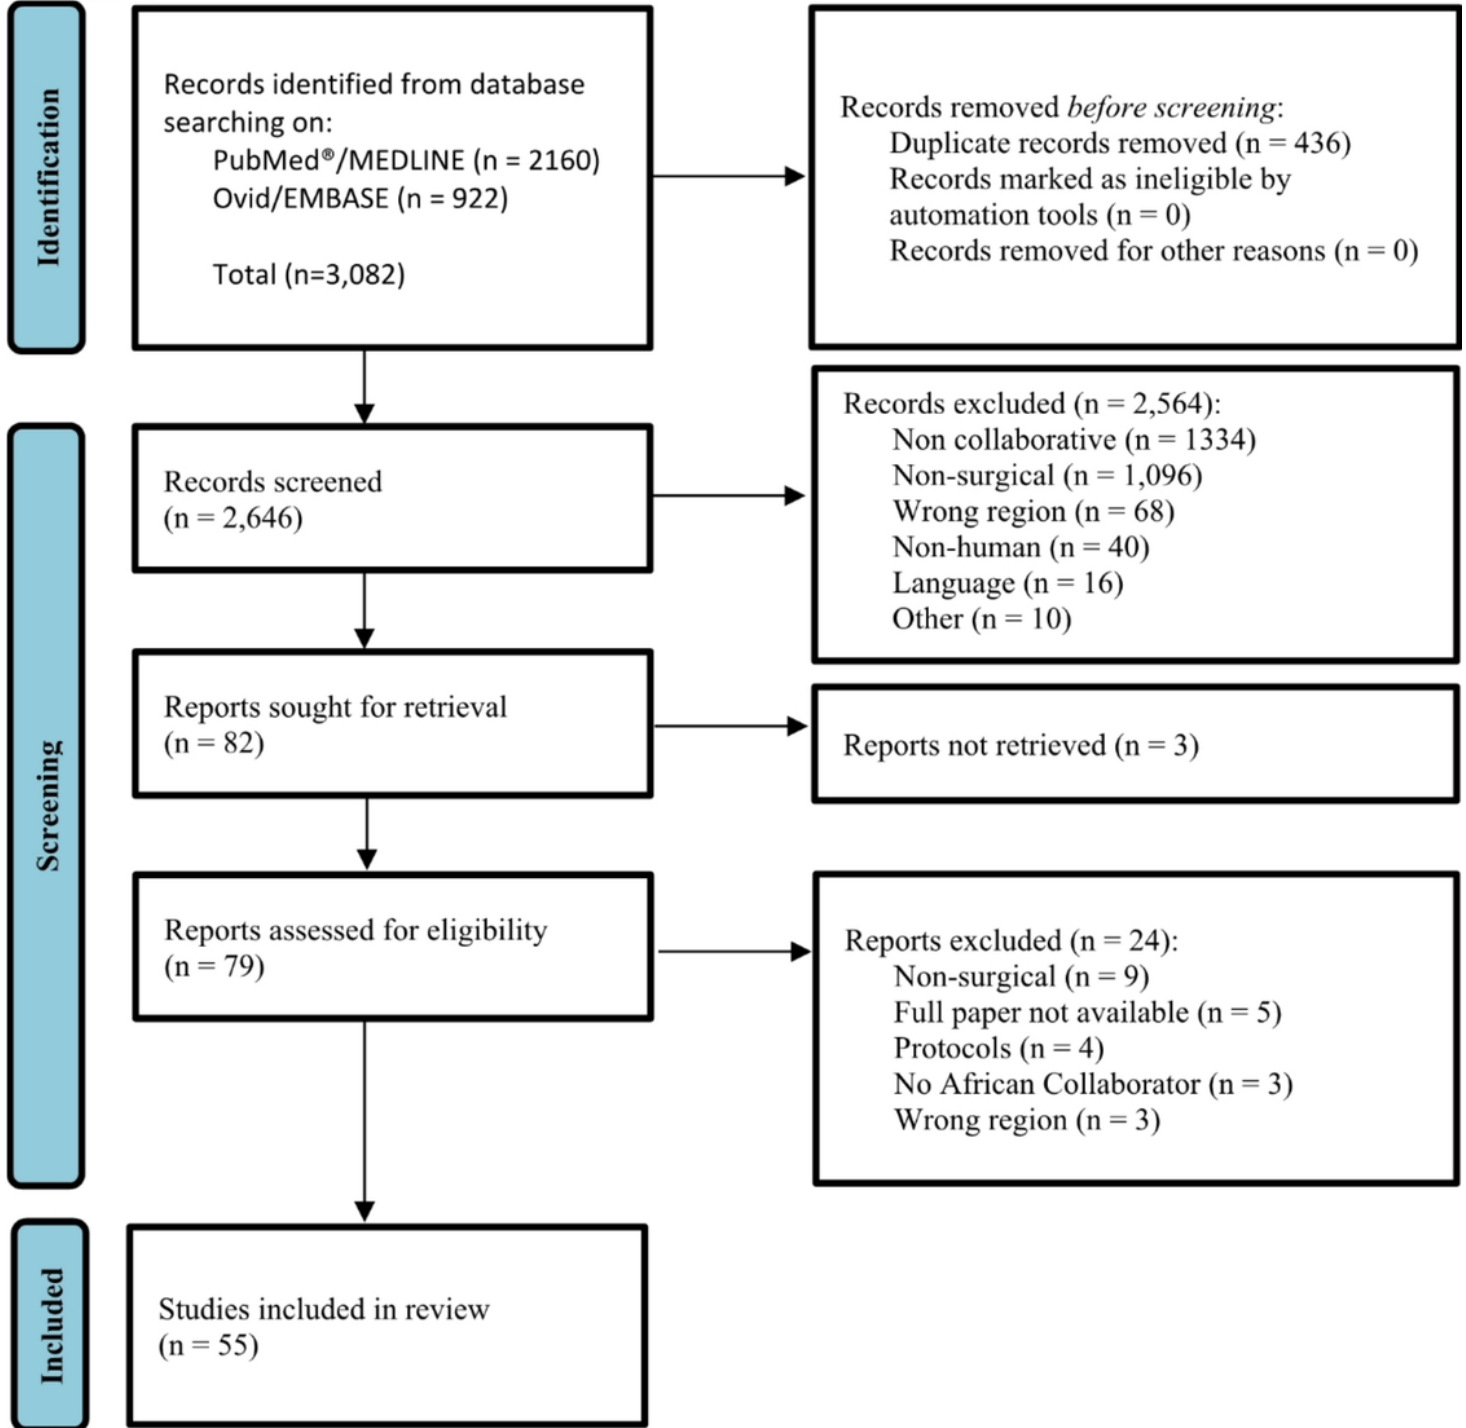 Identification
Records identified from database
searching on:
PubMed®/MEDLINE (n = 2160)
Ovid/EMBASE (n = 922)
Total (n=3,082)
Records removed before screening:
Duplicate records removed (n = 436)
Records marked as ineligible by
automation tools (n = 0)
Records removed for other reasons (n = 0)
Screening
Records screened
(n = 2,646)
Records excluded (n = 2,564):
Non collaborative (n = 1334)
Non-surgical (n = 1,096)
Wrong region (n = 68)
Non-human (n = 40)
Language (n = 16)
Other (n = 10)
Reports sought for retrieval
(n = 82)
Reports not retrieved (n = 3)
Reports assessed for eligibility
(n = 79)
Reports excluded (n = 24):
Non-surgical (n = 9)
Full paper not available (n = 5)
Protocols (n = 4)
No African Collaborator (n = 3)
Wrong region (n = 3)
Included
Studies included in review
(n = 55)